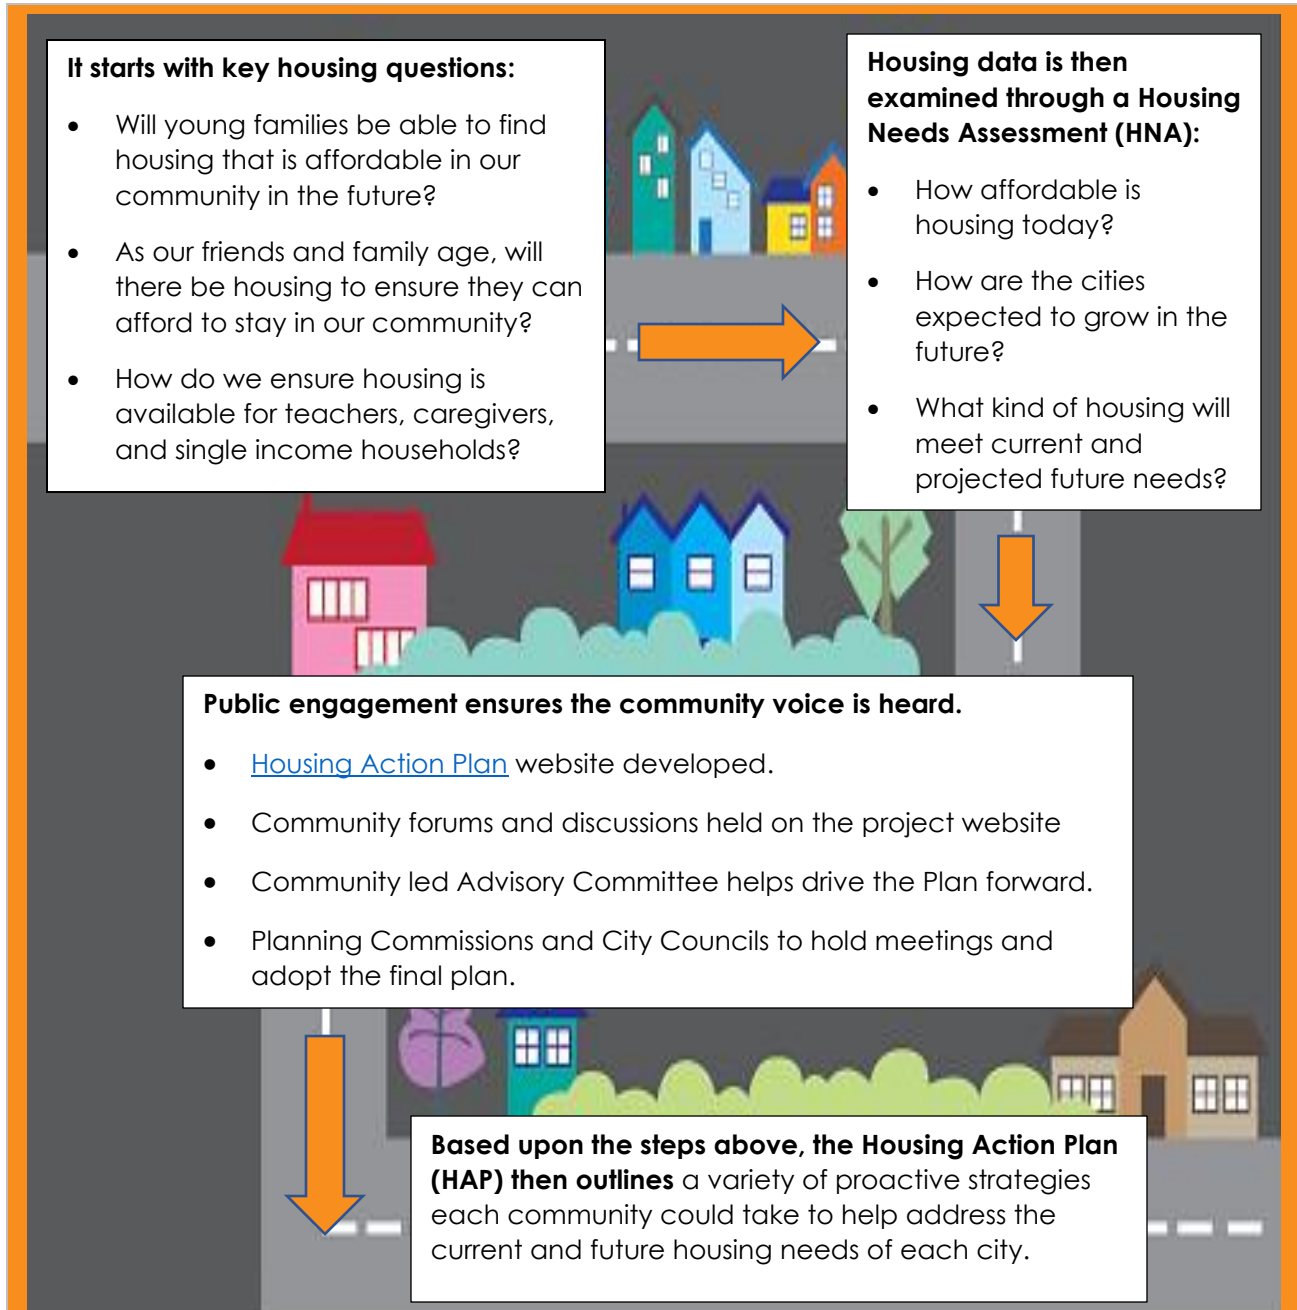 It starts with key housing questions:
• Will young families be able to find
housing that is affordable in our
community in the future?
• As our friends and family age, will
there be housing to ensure they can
afford to stay in our community?
• How do we ensure housing is
available for teachers, caregivers,
and single income households?
Housing data is then
examined through a Housing
Needs Assessment (HNA):
• How affordable is
housing today?
• How are the cities
expected to grow in the
future?
• What kind of housing will
meet current and
projected future needs?
Public engagement ensures the community voice is heard.
• Housing Action Plan website developed.
• Community forums and discussions held on the project website
• Community led Advisory Committee helps drive the Plan forward.
• Planning Commissions and City Councils to hold meetings and
adopt the final plan.
Based upon the steps above, the Housing Action Plan
(HAP) then outlines a variety of proactive strategies
each community could take to help address the
current and future housing needs of each city.